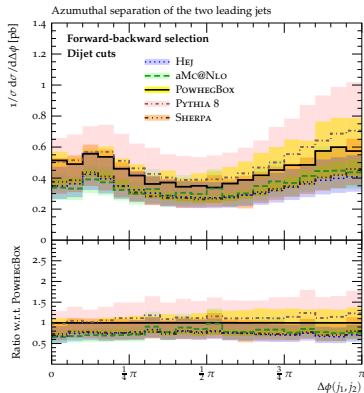 Azumuthal separation of the two leading jets
1/σ dσ/dΔϕ [pb]
1.4
1.2
1
0.8
0.6
0.4
0.2
0
Forward-backward selection
Dijet cuts
HEJ
aMC@NLO
POWHEGBOX
PYTHIA 8
SHERPA
Ratio w.r.t. POWHEGBOX
2.5
2
1.5
1
0.5
0 1/4 π 1/2 π 3/4 π π
Δϕ(j1, j2)